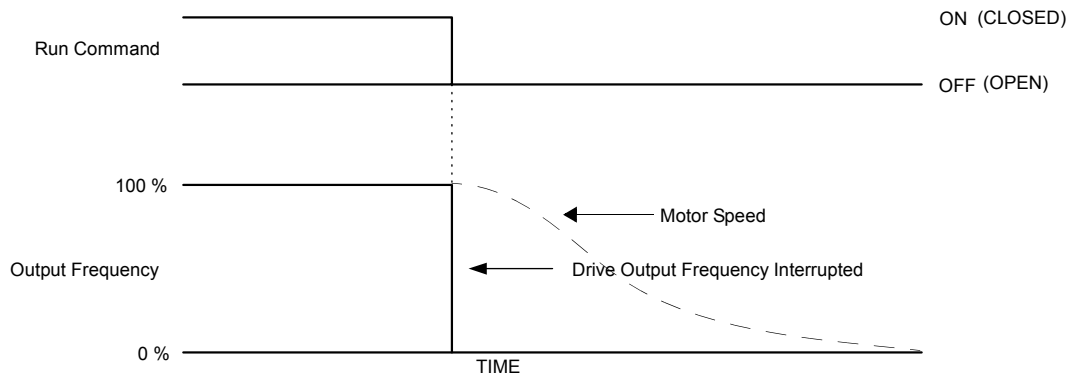 ON (CLOSED)
Run Command
OFF (OPEN)
100 %
Motor Speed
Output Frequency
Drive Output Frequency Interrupted
0 %
TIME